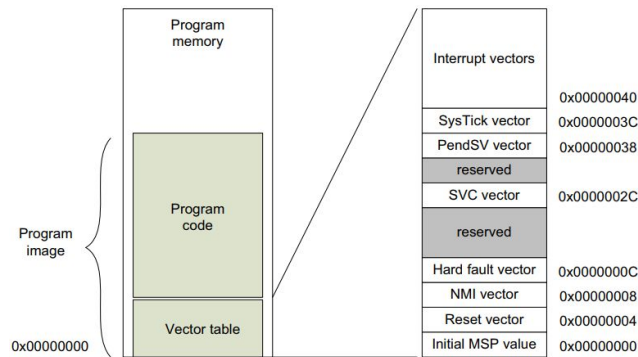 Program
memory
Program
code
Vector table
Program
image
0x00000000
Interrupt vectors
0x00000040
SysTick vector
0x0000003C
PendSV vector
0x00000038
reserved
SVC vector
0x0000002C
reserved
Hard fault vector
0x0000000C
NMI vector
0x00000008
Reset vector
0x00000004
Initial MSP value
0x00000000